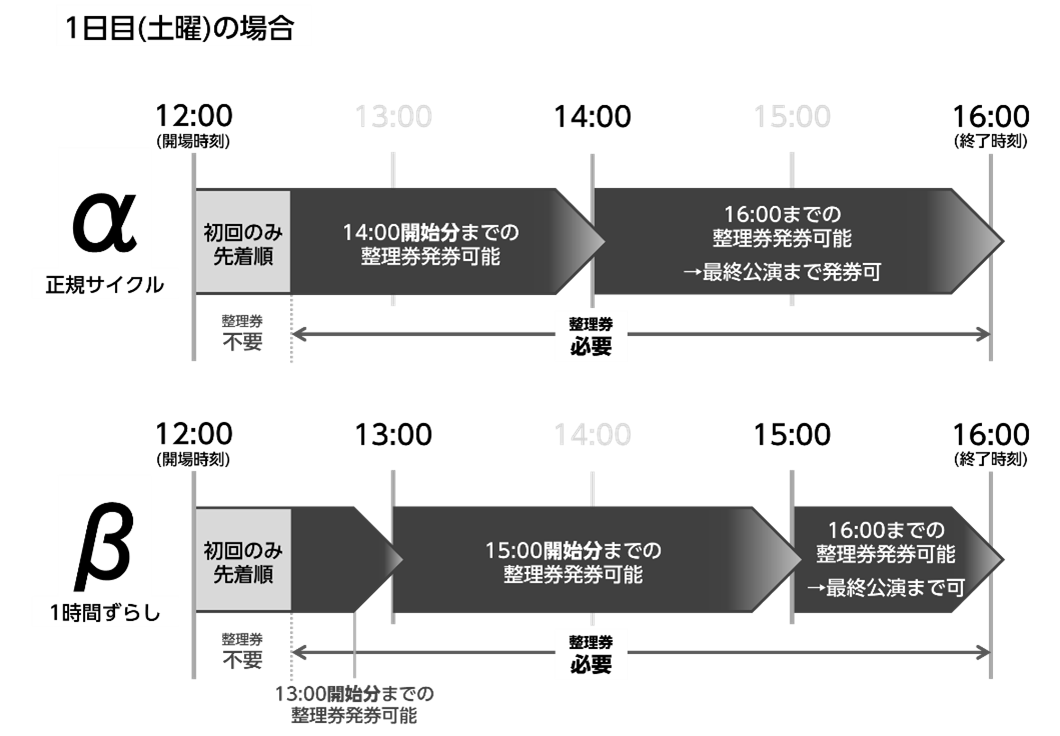 1日目(土曜)の場合
12:00
(開場時刻)
13:00
14:00
15:00
16:00
(終了時刻)
α
正規サイクル
初回のみ
先着順
14:00開始分までの
整理券発券可能
16:00までの
整理券発券可能
→最終公演まで発券可
整理券
不要
整理券
必要
12:00
(開場時刻)
13:00
14:00
15:00
16:00
(終了時刻)
β
1時間ずらし
初回のみ
先着順
15:00開始分までの
整理券発券可能
16:00までの
整理券発券可能
→最終公演まで可
整理券
不要
整理券
必要
13:00開始分までの
整理券発券可能